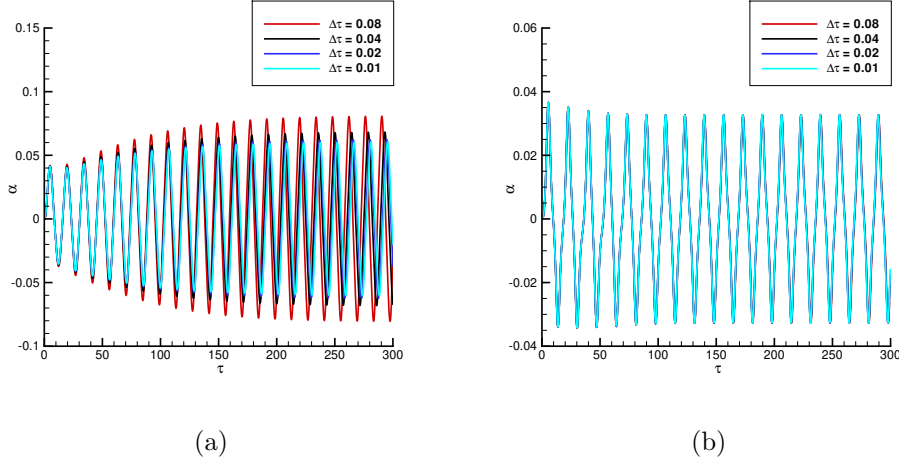 Δτ = 0.08
Δτ = 0.04
Δτ = 0.02
Δτ = 0.01
0.15
0.1
0.05
0
-0.05
-0.1
α
0 50 100 150 200 250 300
τ
(a)
Δτ = 0.08
Δτ = 0.04
Δτ = 0.02
Δτ = 0.01
0.06
0.04
0.02
0
-0.02
-0.04
α
0 50 100 150 200 250 300
τ
(b)